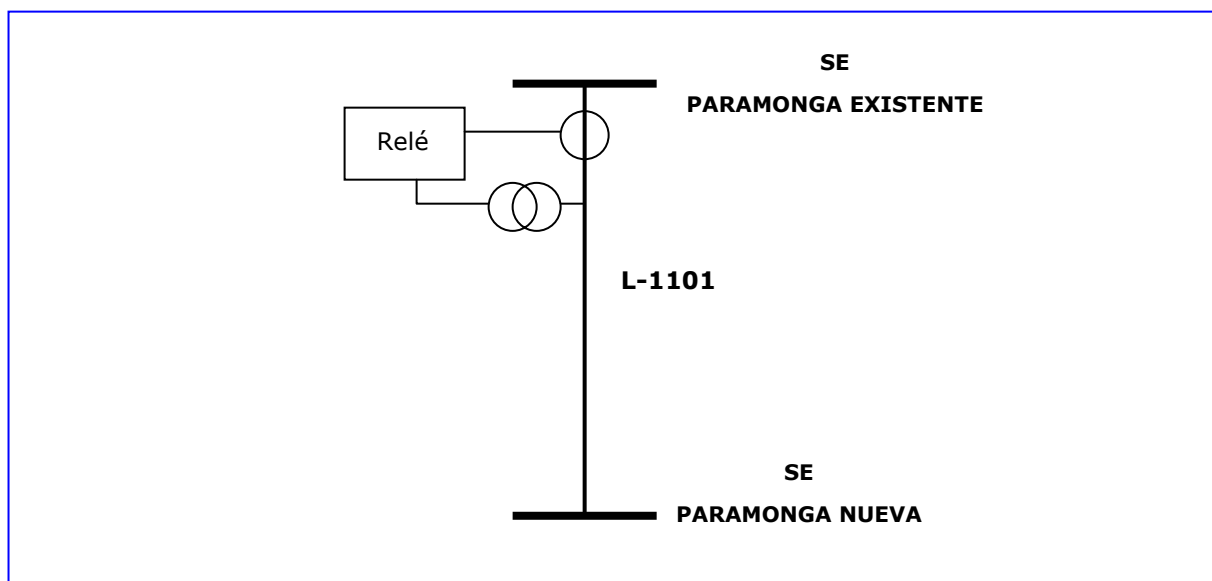 SE
PARAMONGA EXISTENTE
Relé
L-1101
SE
PARAMONGA NUEVA